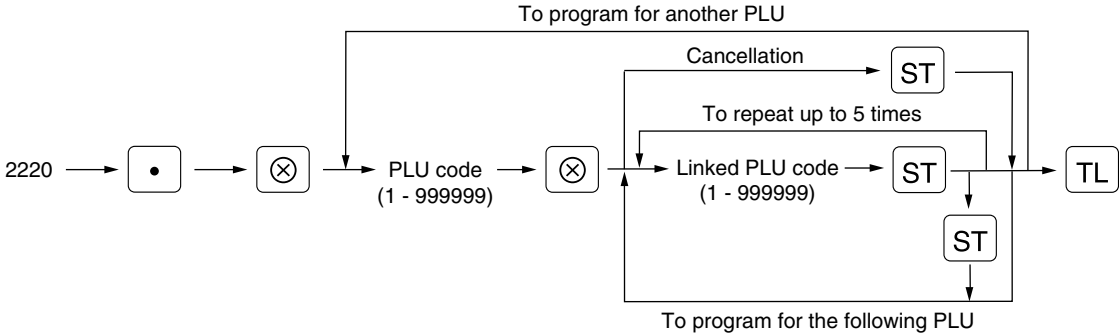 To program for another PLU
Cancellation
ST
To repeat up to 5 times
2220
•
⊗
PLU code
(1 - 999999)
⊗
Linked PLU code
(1 - 999999)
ST
TL
ST
To program for the following PLU